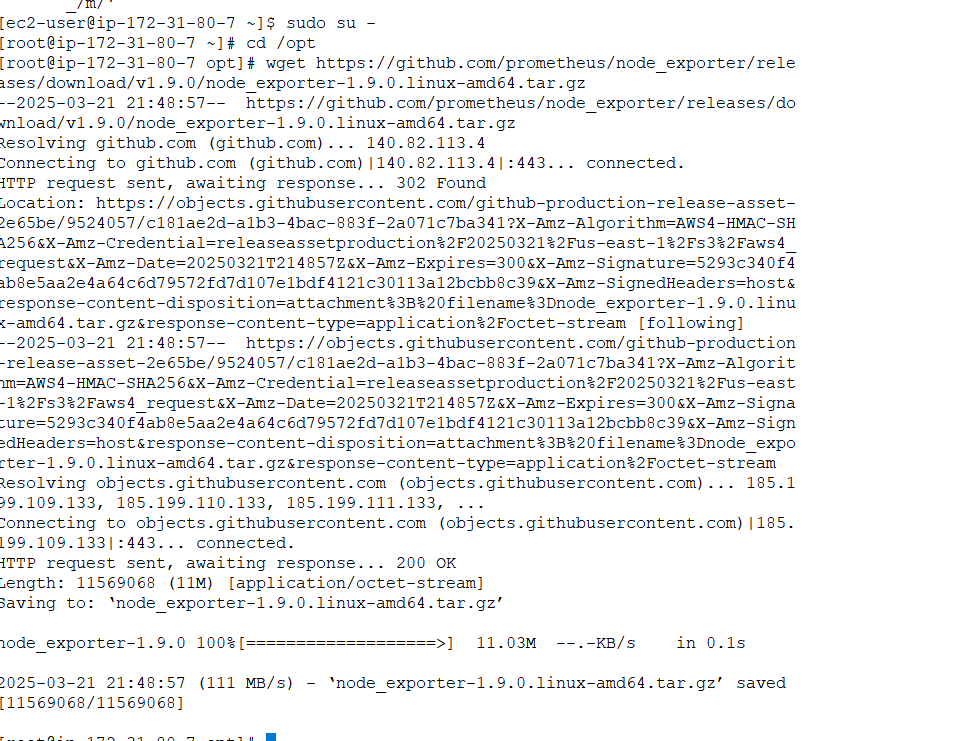 _/m/'
[ec2-user@ip-172-31-80-7 ~]$ sudo su -
[root@ip-172-31-80-7 ~]# cd /opt
[root@ip-172-31-80-7 opt]# wget https://github.com/prometheus/node_exporter/rele
ases/download/v1.9.0/node_exporter-1.9.0.linux-amd64.tar.gz
--2025-03-21 21:48:57--  https://github.com/prometheus/node_exporter/releases/do
wnload/v1.9.0/node_exporter-1.9.0.linux-amd64.tar.gz
Resolving github.com (github.com)... 140.82.113.4
Connecting to github.com (github.com)|140.82.113.4|:443... connected.
HTTP request sent, awaiting response... 302 Found
Location: https://objects.githubusercontent.com/github-production-release-asset-
2e65be/9524057/c181ae2d-a1b3-4bac-883f-2a071c7ba341?X-Amz-Algorithm=AWS4-HMAC-SH
A256&X-Amz-Credential=releaseassetproduction%2F20250321%2Fus-east-1%2Fs3%2Faws4_
request&X-Amz-Date=20250321T214857Z&X-Amz-Expires=300&X-Amz-Signature=5293c340f4
ab8e5aa2e4a64c6d79572fd7d107e1bdf4121c30113a12bcbb8c39&X-Amz-SignedHeaders=host&
response-content-disposition=attachment%3B%20filename%3Dnode_exporter-1.9.0.linu
x-amd64.tar.gz&response-content-type=application%2Foctet-stream [following]
--2025-03-21 21:48:57--  https://objects.githubusercontent.com/github-production
-release-asset-2e65be/9524057/c181ae2d-a1b3-4bac-883f-2a071c7ba341?X-Amz-Algorit
hm=AWS4-HMAC-SHA256&X-Amz-Credential=releaseassetproduction%2F20250321%2Fus-east
-1%2Fs3%2Faws4_request&X-Amz-Date=20250321T214857Z&X-Amz-Expires=300&X-Amz-Signa
ture=5293c340f4ab8e5aa2e4a64c6d79572fd7d107e1bdf4121c30113a12bcbb8c39&X-Amz-Sign
edHeaders=host&response-content-disposition=attachment%3B%20filename%3Dnode_expo
rter-1.9.0.linux-amd64.tar.gz&response-content-type=application%2Foctet-stream
Resolving objects.githubusercontent.com (objects.githubusercontent.com)... 185.1
99.109.133, 185.199.110.133, 185.199.111.133, ...
Connecting to objects.githubusercontent.com (objects.githubusercontent.com)|185.
199.109.133|:443... connected.
HTTP request sent, awaiting response... 200 OK
Length: 11569068 (11M) [application/octet-stream]
Saving to: ‘node_exporter-1.9.0.linux-amd64.tar.gz’
node_exporter-1.9.0 100%[===================>]  11.03M  --.-KB/s    in 0.1s
2025-03-21 21:48:57 (111 MB/s) - ‘node_exporter-1.9.0.linux-amd64.tar.gz’ saved
[11569068/11569068]
[root@ip-172-31-80-7 opt]#